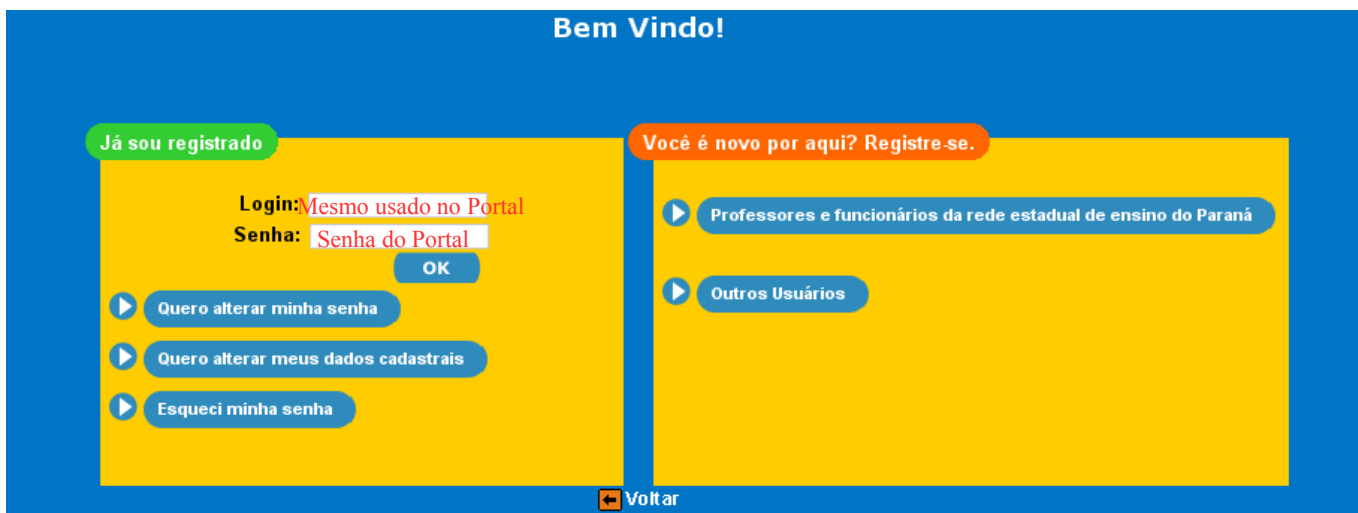 Bem Vindo!
Já sou registrado
Login: Mesmo usado no Portal
Senha: Senha do Portal
OK
Quero alterar minha senha
Quero alterar meus dados cadastrais
Esqueci minha senha
Você é novo por aqui? Registre-se.
Professores e funcionários da rede estadual de ensino do Paraná
Outros Usuários
Voltar